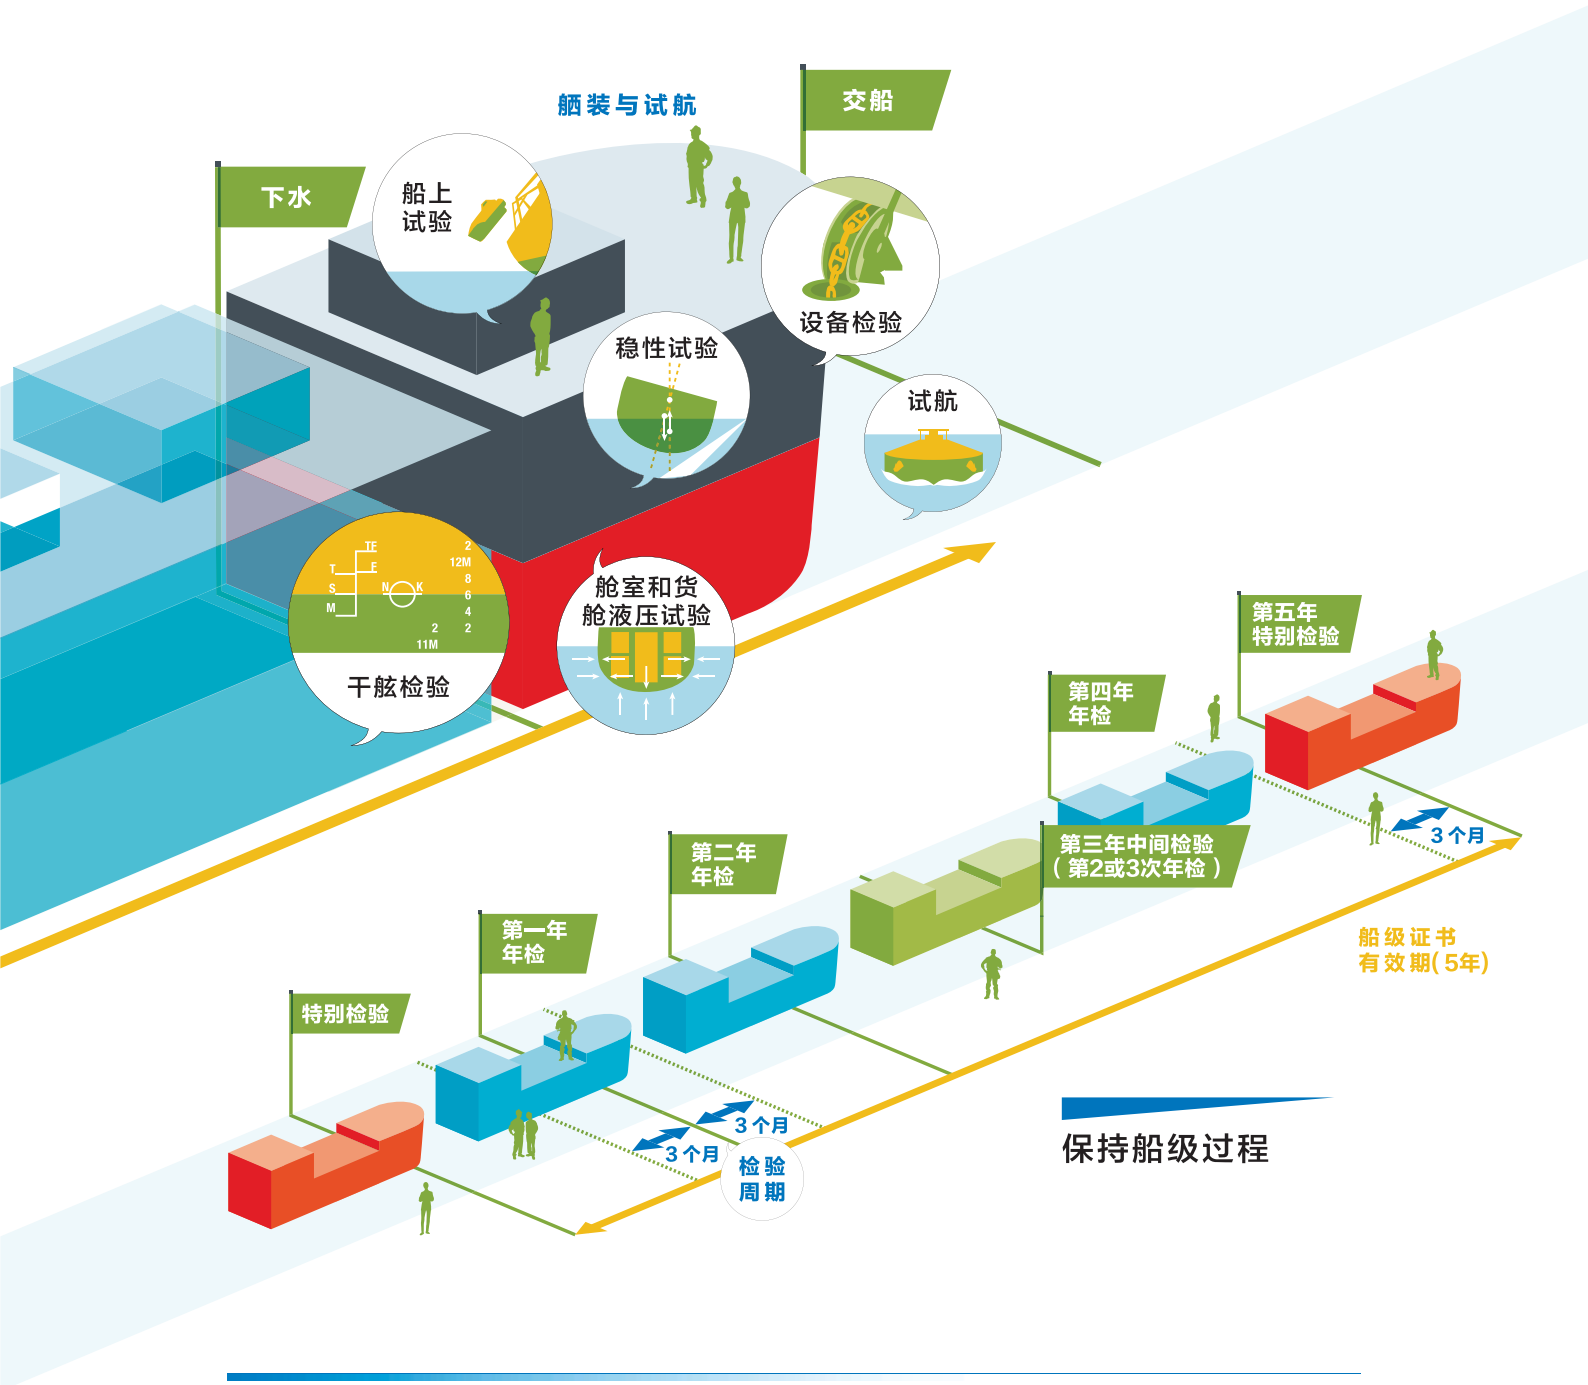 舾装与试航
交船
下水
船上
试验
设备检验
稳性试验
试航
TF
F
T
S
M
N
K
2
12M
8
6
4
2
2
11M
干舷检验
舱室和货
舱液压试验
第五年
特别检验
第四年
年检
3个月
第三年中间检验
（第2或3次年检）
第二年
年检
第一年
年检
特别检验
船级证书
有效期(5年)
3个月
3个月
检验
周期
保持船级过程